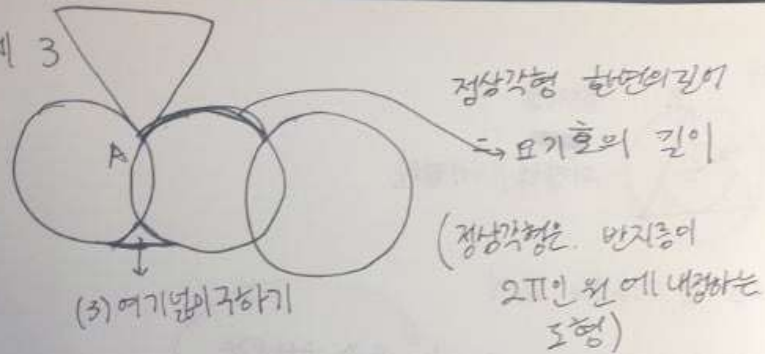 제 3
정삼각형 한변의길이
= 요기호의 길이
A
(정삼각형은. 반지름이
2π인 원에 내접하는
도형)
(3) 여기넓이구하기